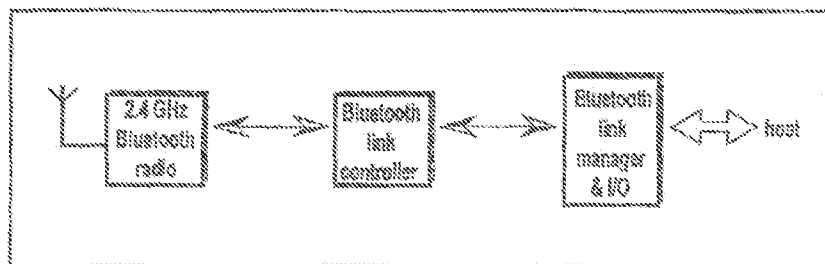 2.4 GHz
Bluetooth
radio
Bluetooth
link
controller
Bluetooth
link
manager
& I/O
host